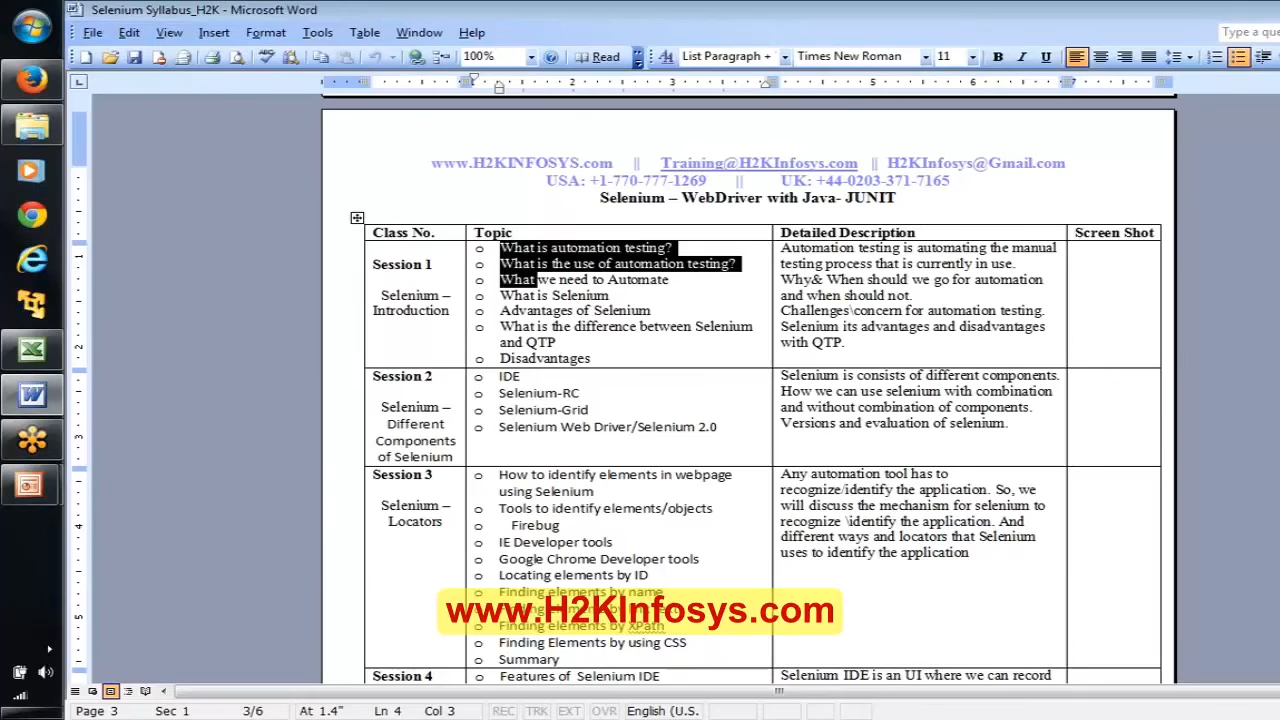 Selenium Syllabus_H2K - Microsoft Word
File Edit View Insert Format Tools Table Window Help
Type a que
100% Read List Paragraph + Times New Roman 11 B I U
2 3 5 6 7
www.H2KINFOSYS.com || Training@H2KInfosys.com || H2KInfosys@Gmail.com
USA: +1-770-777-1269 || UK: +44-0203-371-7165
Selenium – WebDriver with Java- JUNIT
Class No. Topic Detailed Description Screen Shot
Session 1
Selenium –
Introduction
o What is automation testing?
o What is the use of automation testing?
o What we need to Automate
o What is Selenium
o Advantages of Selenium
o What is the difference between Selenium
and QTP
o Disadvantages
Automation testing is automating the manual
testing process that is currently in use.
Why& When should we go for automation
and when should not.
Challenges\concern for automation testing.
Selenium its advantages and disadvantages
with QTP.
Session 2
Selenium –
Different
Components
of Selenium
o IDE
o Selenium-RC
o Selenium-Grid
o Selenium Web Driver/Selenium 2.0
Selenium is consists of different components.
How we can use selenium with combination
and without combination of components.
Versions and evaluation of selenium.
Session 3
Selenium –
Locators
o How to identify elements in webpage
using Selenium
o Tools to identify elements/objects
o Firebug
o IE Developer tools
o Google Chrome Developer tools
o Locating elements by ID
o Finding elements by name
Finding elements by XPath
o Finding Elements by using CSS
o Summary
Any automation tool has to
recognize/identify the application. So, we
will discuss the mechanism for selenium to
recognize \identify the application. And
different ways and locators that Selenium
uses to identify the application
www.H2KInfosys.com
Session 4
o Features of Selenium IDE
Selenium IDE is an UI where we can record
Page 3 Sec 1 3/6 At 1.4" Ln 4 Col 3 REC TRK EXT OVR English (U.S.